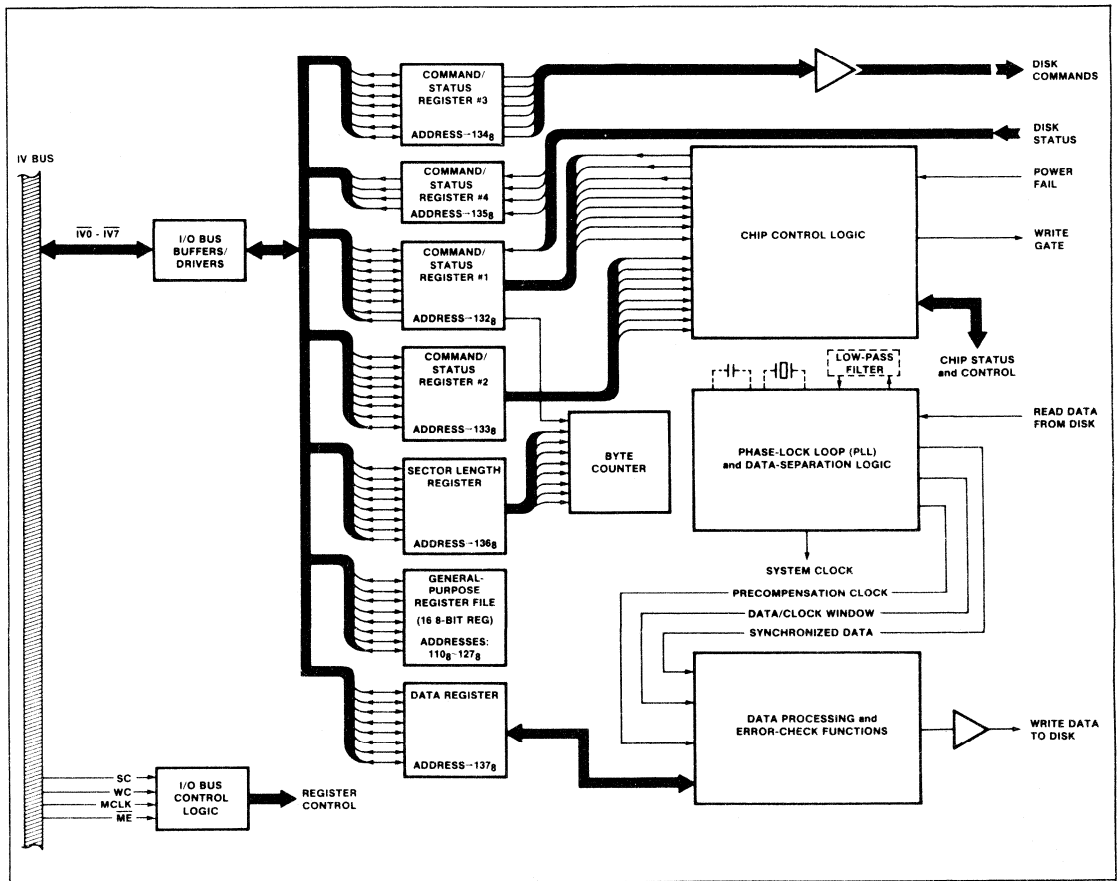 COMMAND/
STATUS
REGISTER #3
ADDRESS–134₈
DISK
COMMANDS
DISK
STATUS
IV BUS
COMMAND/
STATUS
REGISTER #4
ADDRESS–135₈
POWER
FAIL
IV0 - IV7
I/O BUS
BUFFERS/
DRIVERS
COMMAND/
STATUS
REGISTER #1
ADDRESS–132₈
CHIP CONTROL LOGIC
WRITE
GATE
CHIP STATUS
and CONTROL
COMMAND/
STATUS
REGISTER #2
ADDRESS–133₈
LOW-PASS
FILTER
BYTE
COUNTER
PHASE-LOCK LOOP (PLL)
and DATA-SEPARATION LOGIC
READ DATA
FROM DISK
SECTOR LENGTH
REGISTER
ADDRESS–136₈
SYSTEM CLOCK
PRECOMPENSATION CLOCK
DATA/CLOCK WINDOW
SYNCHRONIZED DATA
GENERAL-
PURPOSE
REGISTER FILE
(16 8-BIT REG)
ADDRESSES:
110₈–127₈
DATA REGISTER
ADDRESS–137₈
DATA PROCESSING and
ERROR-CHECK FUNCTIONS
WRITE DATA
TO DISK
SC
WC
MCLK
ME
I/O BUS
CONTROL
LOGIC
REGISTER
CONTROL